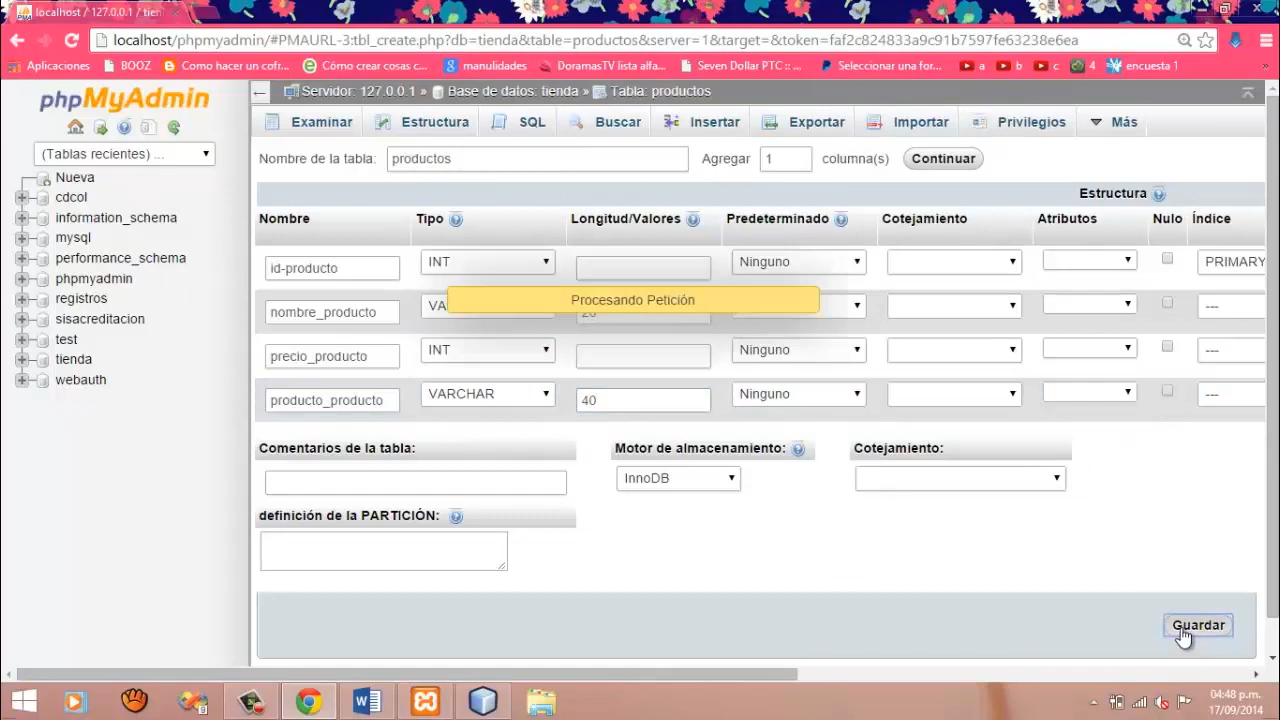 localhost / 127.0.0.1 / tien
localhost/phpmyadmin/#PMAURL-3:tbl_create.php?db=tienda&table=productos&server=1&target=&token=faf2c824833a9c91b7597fe63238e6ea
Aplicaciones BOOZ Como hacer un cofr... Cómo crear cosas c... manulidades DoramasTV lista alfa... Seven Dollar PTC :: ... Seleccionar una for... a b c 4 encuesta 1
phpMyAdmin
(Tablas recientes) ...
Nueva
cdcol
information_schema
mysql
performance_schema
phpmyadmin
registros
sisacreditacion
test
tienda
webauth
Servidor: 127.0.0.1 » Base de datos: tienda » Tabla: productos
Examinar Estructura SQL Buscar Insertar Exportar Importar Privilegios Más
Nombre de la tabla: productos Agregar 1 columna(s) Continuar
Estructura
Nombre Tipo Longitud/Valores Predeterminado Cotejamiento Atributos Nulo Índice
id-producto INT Ninguno PRIMARY
Procesando Petición
nombre_producto VA ---
precio_producto INT Ninguno ---
producto_producto VARCHAR 40 Ninguno ---
Comentarios de la tabla: Motor de almacenamiento: Cotejamiento:
InnoDB
definición de la PARTICIÓN:
Guardar
04:48 p.m.
17/09/2014